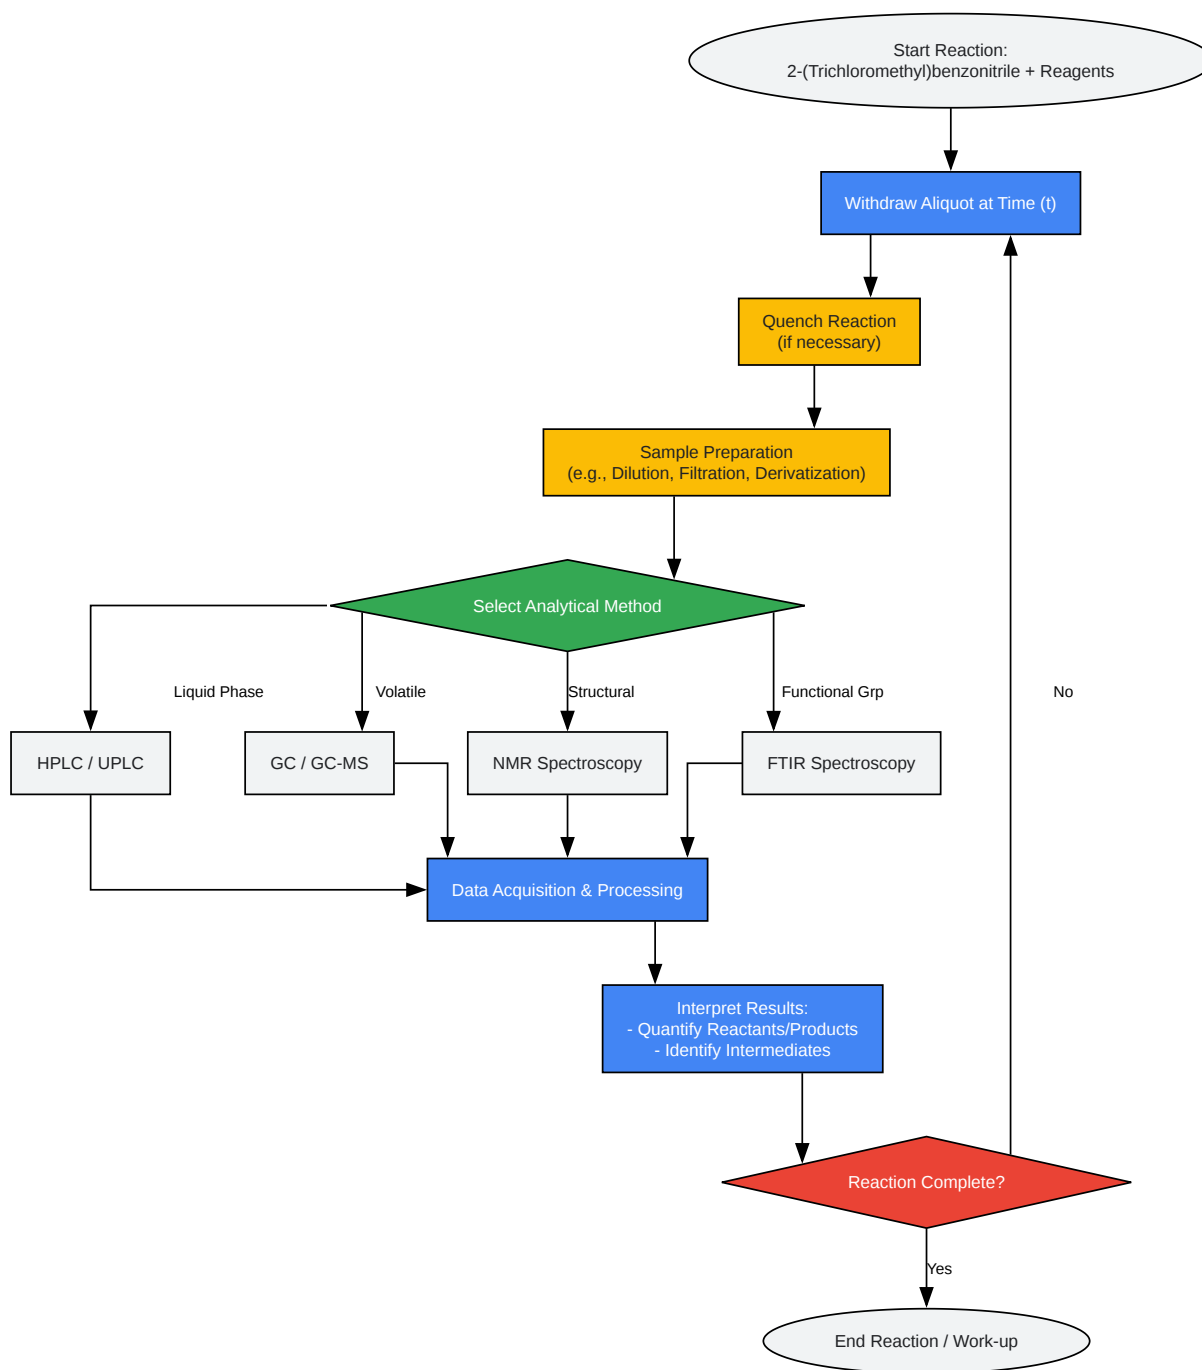 Start Reaction:
2-(Trichloromethyl)benzonitrile + Reagents
Withdraw Aliquot at Time (t)
Quench Reaction
(if necessary)
Sample Preparation
(e.g., Dilution, Filtration, Derivatization)
Select Analytical Method
Liquid Phase
Volatile
Structural
Functional Grp
No
HPLC / UPLC
GC / GC-MS
NMR Spectroscopy
FTIR Spectroscopy
Data Acquisition & Processing
Interpret Results:
- Quantify Reactants/Products
- Identify Intermediates
Reaction Complete?
Yes
End Reaction / Work-up